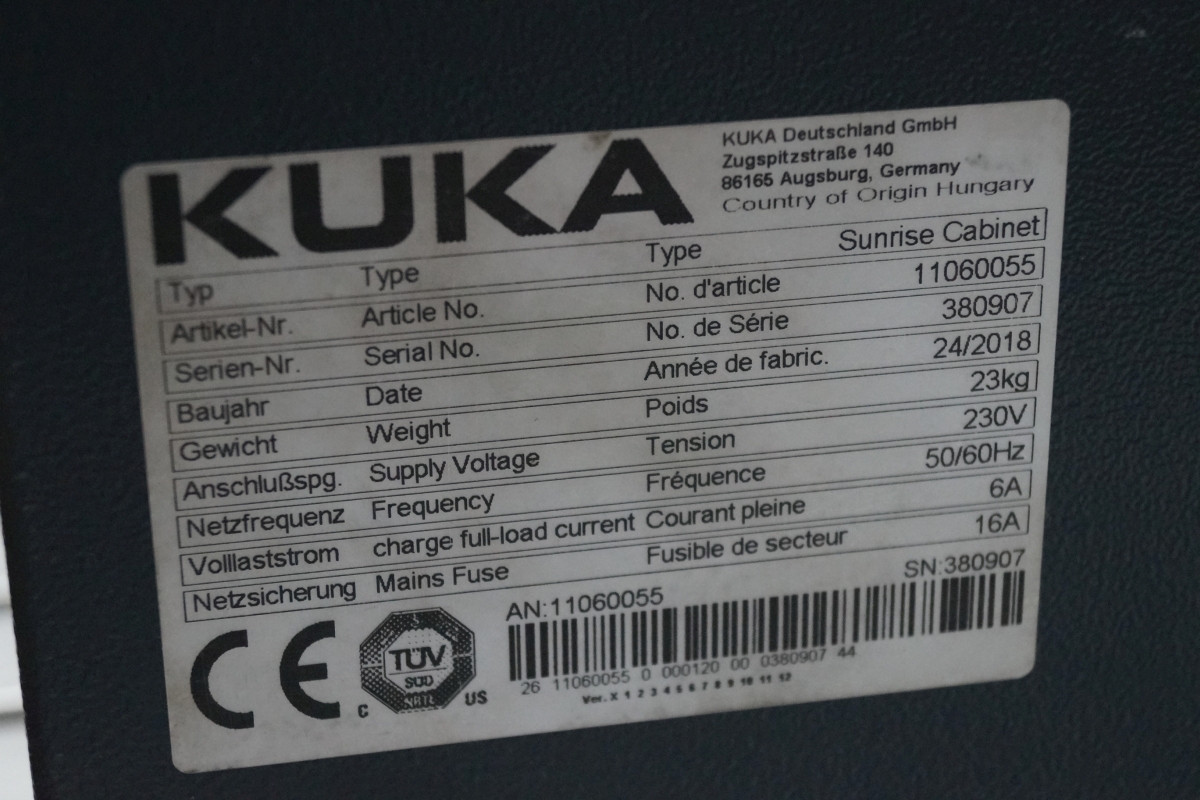 KUKA
KUKA Deutschland GmbH
Zugspitzstraße 140
86165 Augsburg, Germany
Country of Origin Hungary
Typ Type Type Sunrise Cabinet
Artikel-Nr. Article No. No. d'article 11060055
Serien-Nr. Serial No. No. de Série 380907
Baujahr Date Année de fabric. 24/2018
Gewicht Weight Poids 23kg
Anschlußspg. Supply Voltage Tension 230V
Netzfrequenz Frequency Fréquence 50/60Hz
Volllaststrom charge full-load current Courant pleine 6A
Netzsicherung Mains Fuse Fusible de secteur 16A
CE
TÜV
SÜD
NRTL
C US
AN:11060055 SN:380907
26 11060055 0 000120 00 0380907 44
Ver. X 1 2 3 4 5 6 7 8 9 10 11 12